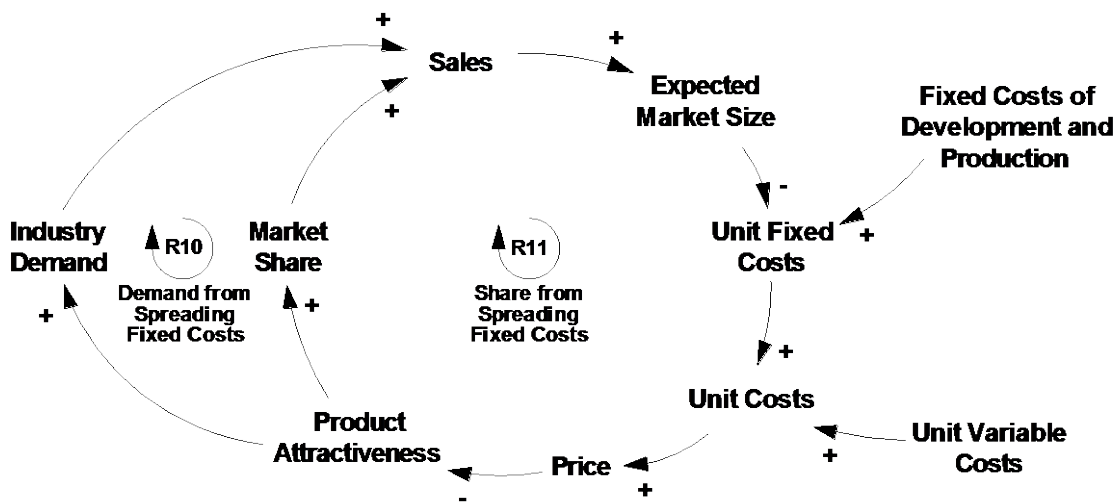 +
Sales
+
Expected
Market Size
+
Fixed Costs of
Development and
Production
-
Industry
Demand
R10
Market
Share
R11
Unit Fixed
Costs
+
Demand from
Spreading
Fixed Costs
Share from
Spreading
Fixed Costs
+
+
+
Unit Costs
Product
Attractiveness
Unit Variable
Costs
+
Price
-
+